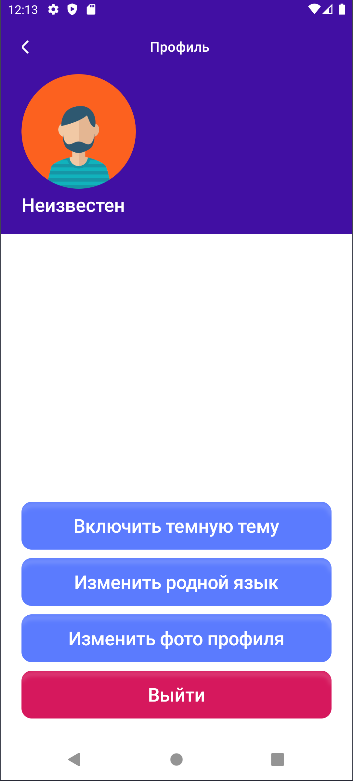 12:13
Профиль
Неизвестен
Включить темную тему
Изменить родной язык
Изменить фото профиля
Выйти